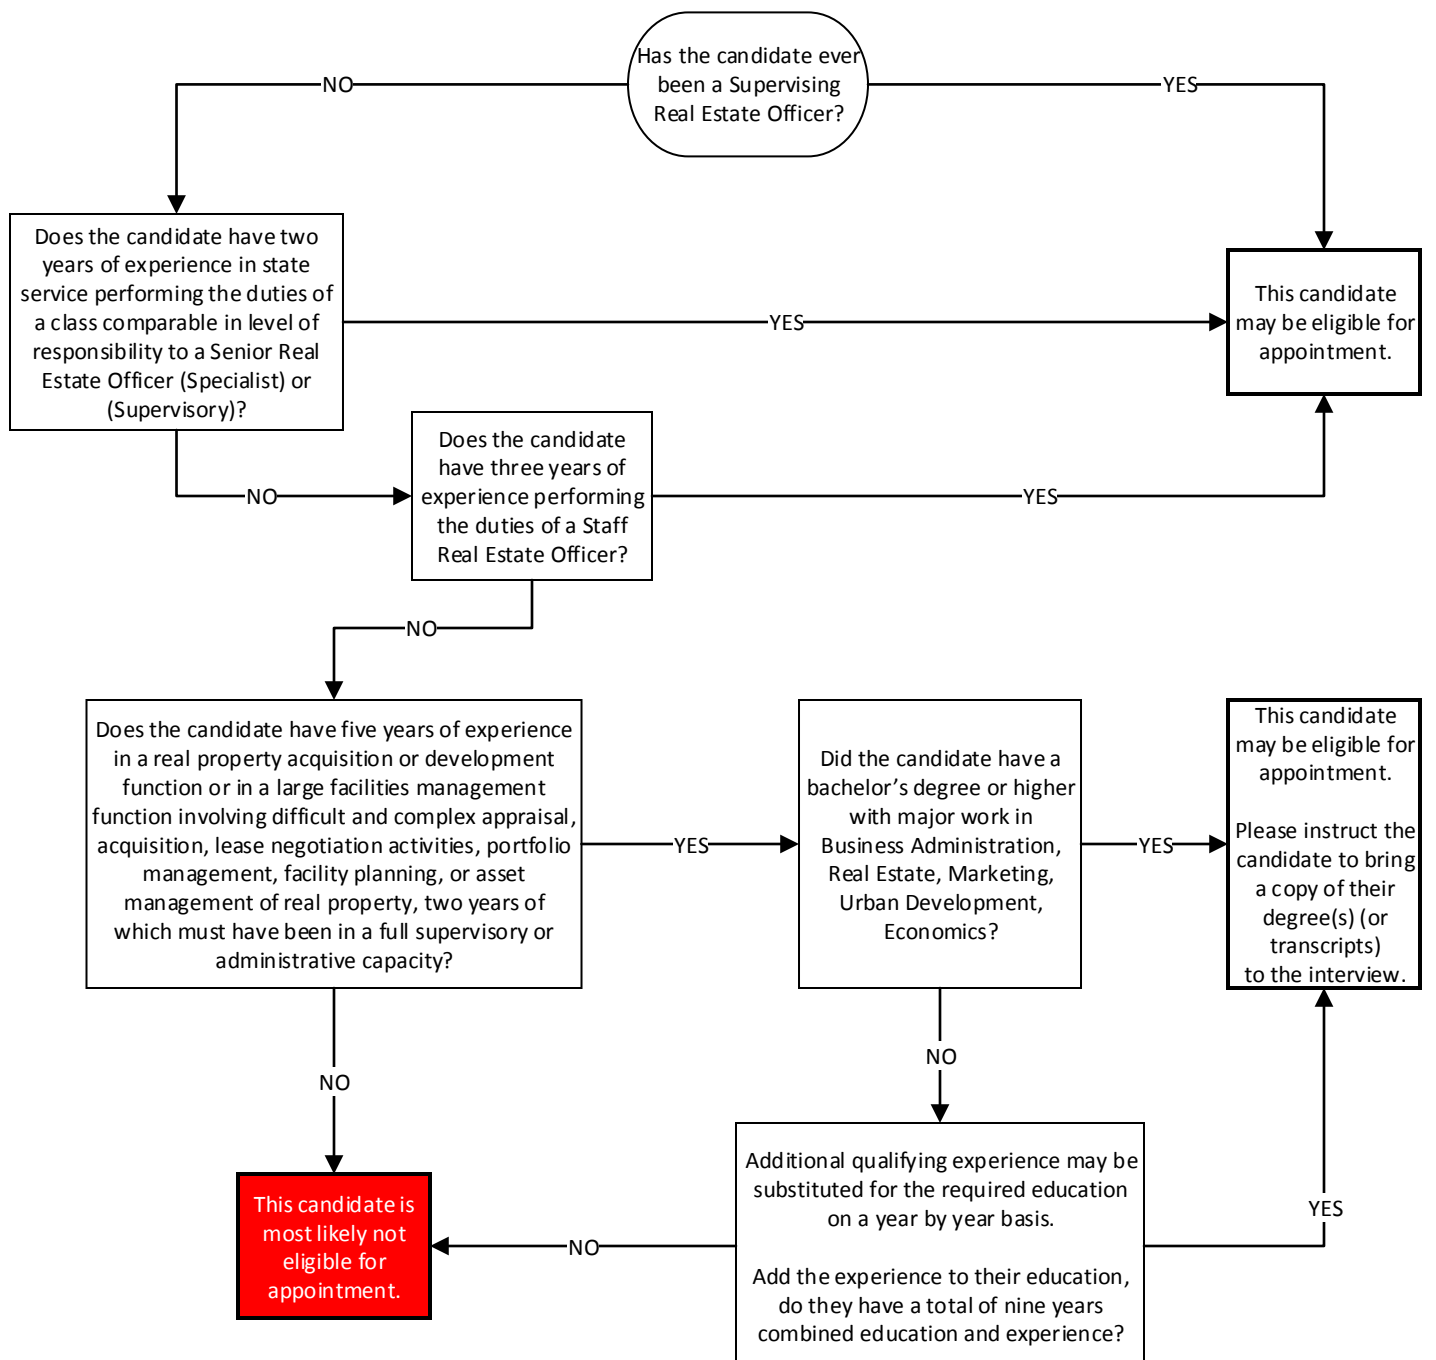 Has the candidate ever
been a Supervising
Real Estate Officer?
NO
YES
Does the candidate have two
years of experience in state
service performing the duties of
a class comparable in level of
responsibility to a Senior Real
Estate Officer (Specialist) or
(Supervisory)?
YES
This candidate
may be eligible for
appointment.
NO
Does the candidate
have three years of
experience performing
the duties of a Staff
Real Estate Officer?
YES
NO
Does the candidate have five years of experience
in a real property acquisition or development
function or in a large facilities management
function involving difficult and complex appraisal,
acquisition, lease negotiation activities, portfolio
management, facility planning, or asset
management of real property, two years of
which must have been in a full supervisory or
administrative capacity?
YES
Did the candidate have a
bachelor’s degree or higher
with major work in
Business Administration,
Real Estate, Marketing,
Urban Development,
Economics?
YES
This candidate
may be eligible for
appointment.
Please instruct the
candidate to bring
a copy of their
degree(s) (or
transcripts)
to the interview.
NO
NO
This candidate is
most likely not
eligible for
appointment.
NO
Additional qualifying experience may be
substituted for the required education
on a year by year basis.
Add the experience to their education,
do they have a total of nine years
combined education and experience?
YES